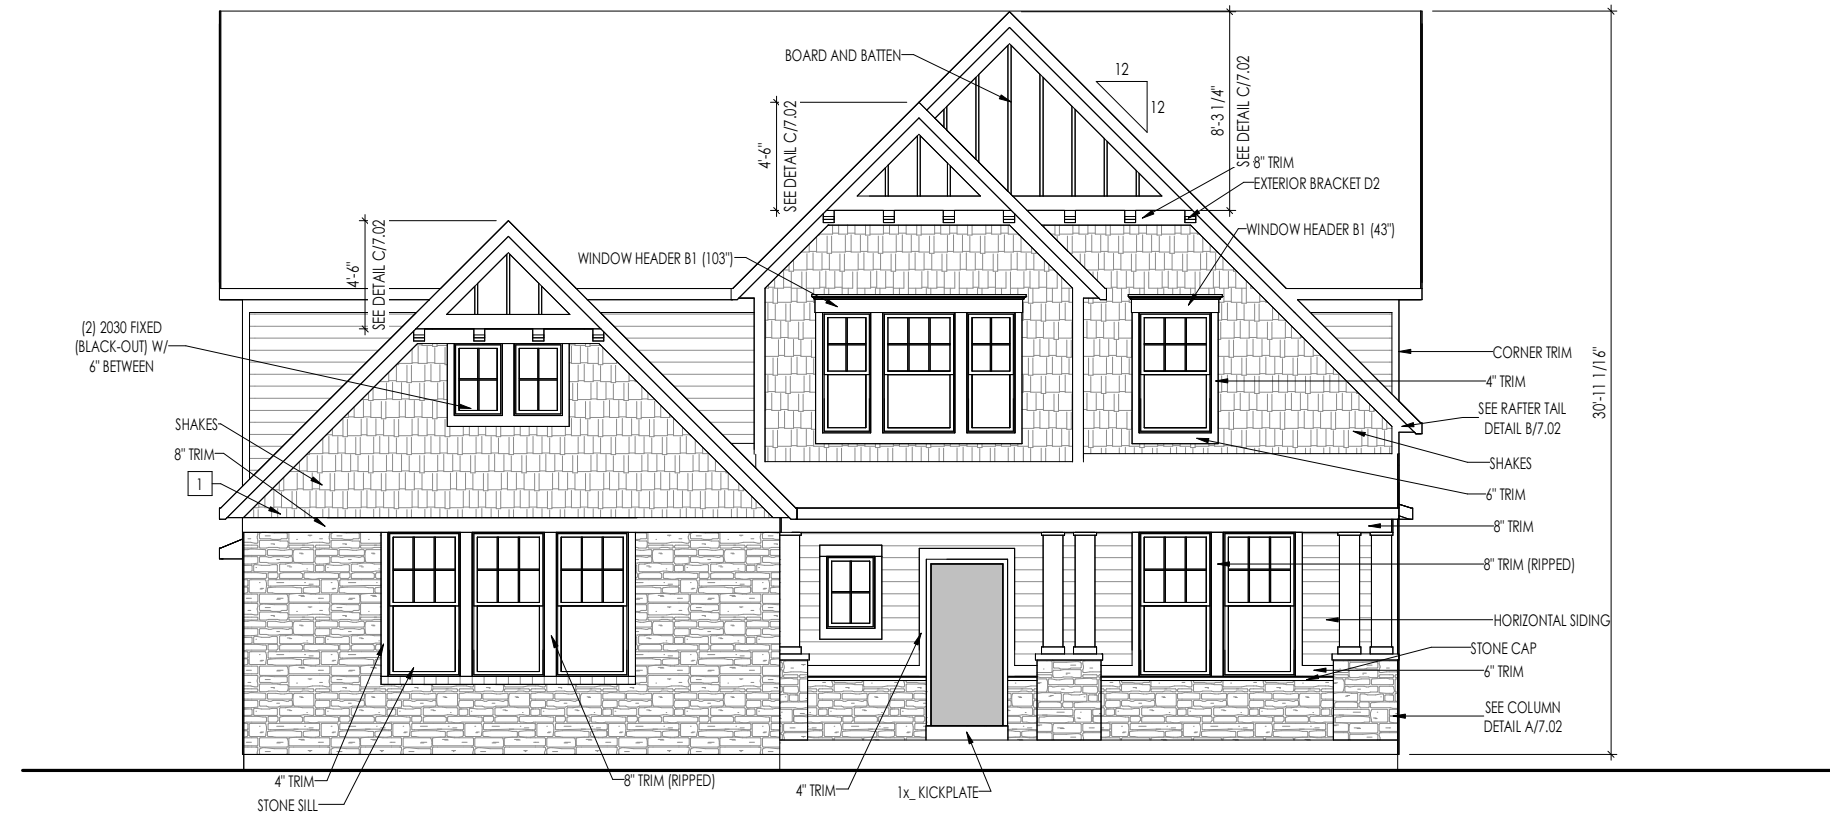 BOARD AND BATTEN
12
12
8'-3 1/4"
SEE DETAIL C/7.02
4'-6"
SEE DETAIL C/7.02
8" TRIM
EXTERIOR BRACKET D2
WINDOW HEADER B1 (43")
WINDOW HEADER B1 (103")
4'-6"
SEE DETAIL C/7.02
(2) 2030 FIXED
(BLACK-OUT) W/
6" BETWEEN
SHAKES
8" TRIM
1
CORNER TRIM
4" TRIM
SEE RAFTER TAIL
DETAIL B/7.02
SHAKES
6" TRIM
8" TRIM
8" TRIM (RIPPED)
HORIZONTAL SIDING
STONE CAP
6" TRIM
SEE COLUMN
DETAIL A/7.02
30'-11 1/16"
4" TRIM
STONE SILL
8" TRIM (RIPPED)
4" TRIM
1x_ KICKPLATE